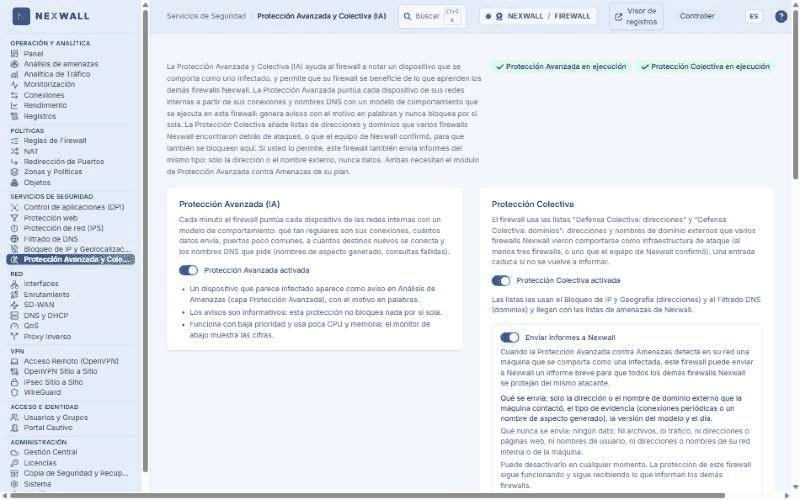 NEXWALL
Servicios de Seguridad › Protección Avanzada y Colectiva (IA)
Buscar Ctrl K
NEXWALL / FIREWALL
Visor de registros
Controller
ES
?
OPERACIÓN Y ANALÍTICA
Panel
Análisis de amenazas
Analítica de Tráfico
Monitorización
Conexiones
Rendimiento
Registros
POLÍTICAS
Reglas de Firewall
NAT
Redirección de Puertos
Zonas y Políticas
Objetos
SERVICIOS DE SEGURIDAD
Control de aplicaciones (DPI)
Protección web
Protección de red (IPS)
Filtrado de DNS
Bloqueo de IP y Geolocalizac...
Protección Avanzada y Cole...
RED
Interfaces
Enrutamiento
SD-WAN
DNS y DHCP
QoS
Proxy Inverso
VPN
Acceso Remoto (OpenVPN)
OpenVPN Sitio a Sitio
IPsec Sitio a Sitio
WireGuard
ACCESO E IDENTIDAD
Usuarios y Grupos
Portal Cautivo
ADMINISTRACIÓN
Gestión Central
Licencias
Copia de Seguridad y Recup...
Sistema
La Protección Avanzada y Colectiva (IA) ayuda al firewall a notar un dispositivo que se
comporta como uno infectado, y permite que su firewall se beneficie de lo que aprenden los
demás firewalls Nexwall. La Protección Avanzada puntúa cada dispositivo de sus redes
internas a partir de sus conexiones y nombres DNS con un modelo de comportamiento que
se ejecuta en este firewall: genera avisos con el motivo en palabras y nunca bloquea por sí
sola. La Protección Colectiva añade listas de direcciones y dominios que varios firewalls
Nexwall encontraron detrás de ataques, o que el equipo de Nexwall confirmó, para que
también se bloqueen aquí. Si usted lo permite, este firewall también envía informes del
mismo tipo: solo la dirección o el nombre externo, nunca datos. Ambas necesitan el módulo
de Protección contra Amenazas de su plan.
Protección Avanzada en ejecución
Protección Colectiva en ejecución
Protección Avanzada (IA)
Cada minuto el firewall puntúa cada dispositivo de las redes internas con un
modelo de comportamiento: qué tan regulares son sus conexiones, cuántos
datos envía, puertos poco comunes, a cuántos destinos nuevos se conecta y
los nombres DNS que pide (nombres de aspecto generado, consultas fallidas).
Protección Avanzada activada
• Un dispositivo que parece infectado aparece como aviso en Análisis de
Amenazas (capa Protección Avanzada), con el motivo en palabras.
• Los avisos son informativos: esta protección no bloquea nada por sí sola.
• Funciona con baja prioridad y usa poca CPU y memoria; el monitor de
abajo muestra las cifras.
Protección Colectiva
El firewall usa las listas "Defensa Colectiva: direcciones" y "Defensa
Colectiva: dominios": direcciones y nombres de dominio externos que varios
firewalls Nexwall vieron comportarse como infraestructura de ataque (al
menos tres firewalls, o uno que el equipo de Nexwall confirmó). Una entrada
caduca si no se vuelve a informar.
Protección Colectiva activada
Las listas las usan el Bloqueo de IP y Geografía (direcciones) y el Filtrado DNS
(dominios) y llegan con las listas de amenazas de Nexwall.
Enviar informes a Nexwall
Cuando la Protección Avanzada contra Amenazas detecta en su red una
máquina que se comporta como una infectada, este firewall puede enviar
a Nexwall un informe breve para que todos los demás firewalls Nexwall
se protejan del mismo atacante.
Qué se envía: solo la dirección o el nombre de dominio externo que la
máquina contactó, el tipo de evidencia (conexiones periódicas o un
nombre de aspecto generado), la versión del modelo y el día.
Qué nunca se envía: ningún dato. Ni archivos, ni tráfico, ni direcciones o
páginas web, ni nombres de usuario, ni direcciones o nombres de su red
interna o de la máquina.
Puede desactivarlo en cualquier momento. La protección de este firewall
sigue funcionando y sigue recibiendo lo que informan los demás
firewalls.